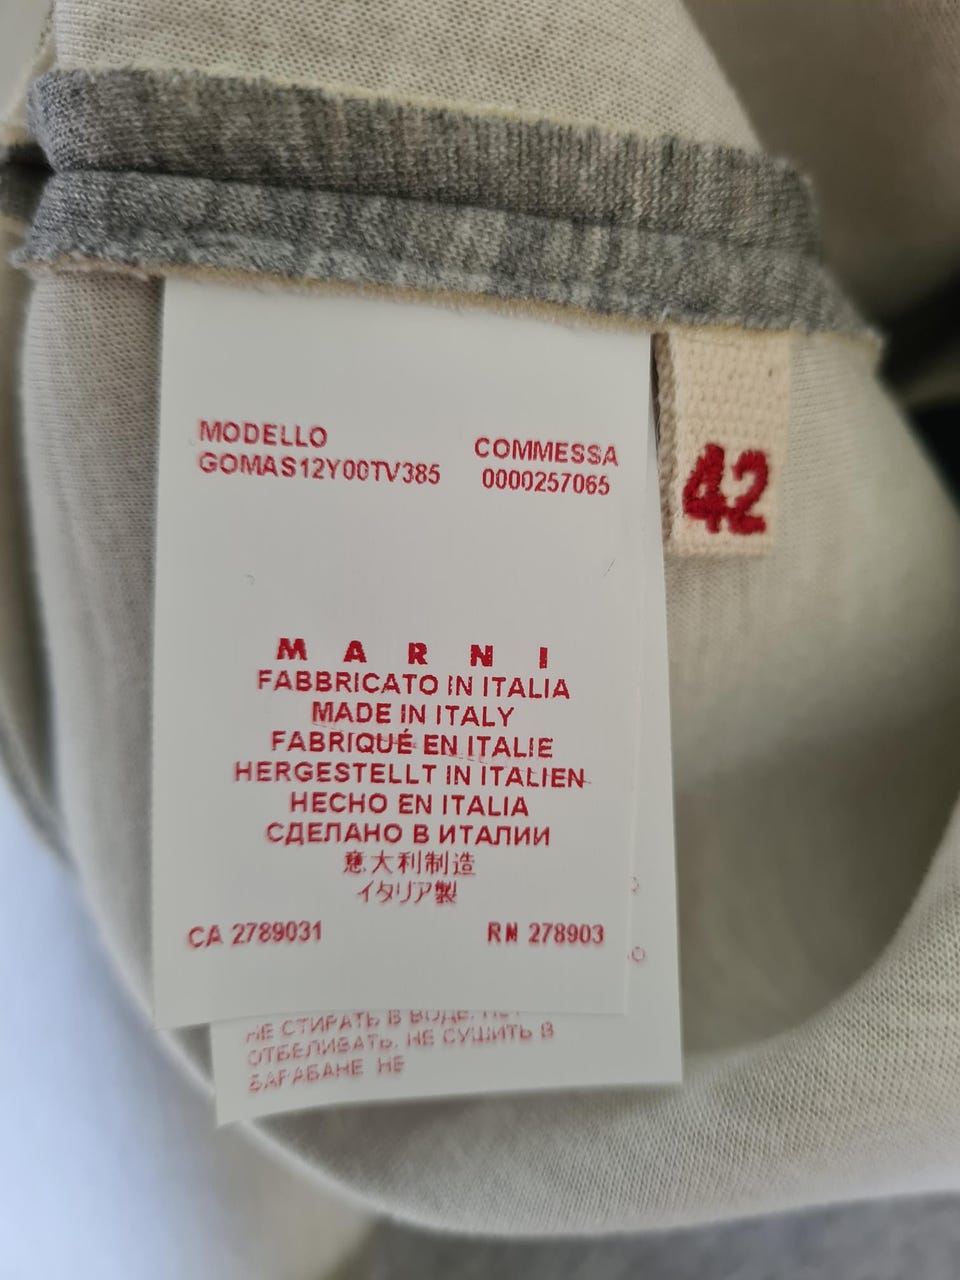 MODELLO
GOMAS12Y00TV385
COMMESSA
0000257065
42
MARNI
FABBRICATO IN ITALIA
MADE IN ITALY
FABRIQUÉ EN ITALIE
HERGESTELLT IN ITALIEN
HECHO EN ITALIA
СДЕЛАНО В ИТАЛИИ
意大利制造
イタリア製
CA 2789031
RN 278903
НЕ СТИРАТЬ В ВОДЕ.
ОТБЕЛИВАТЬ. НЕ СУШИТЬ В
БАРАБАНЕ НЕ